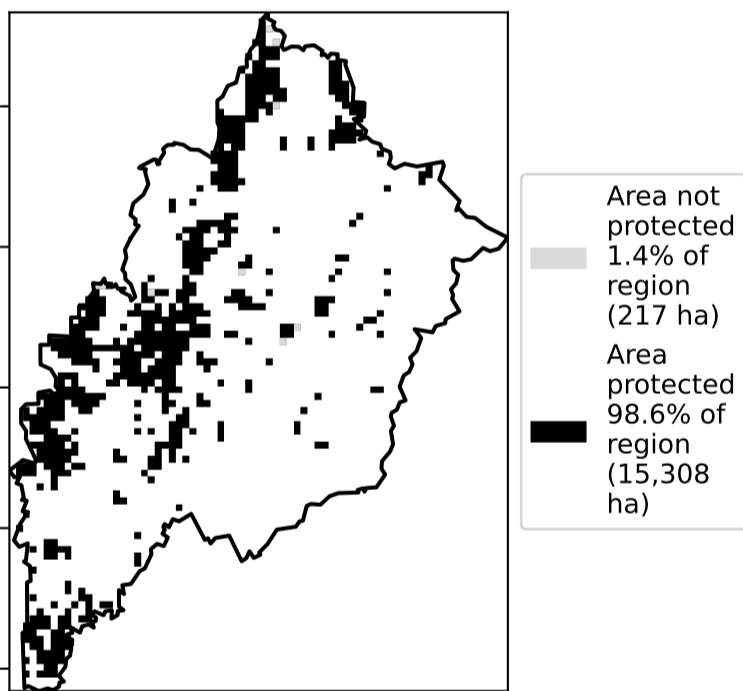 Area not
protected
1.4% of
region
(217 ha)
Area
protected
98.6% of
region
(15,308
ha)